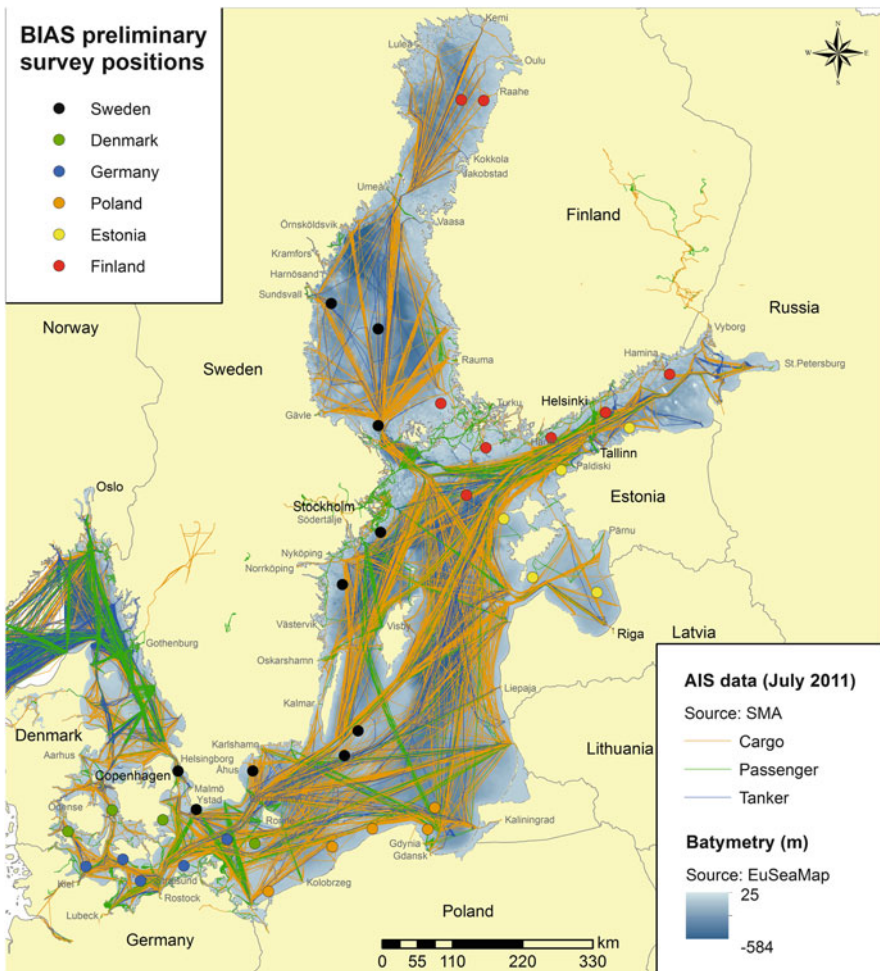 BIAS preliminary
survey positions
Sweden
Denmark
Germany
Poland
Estonia
Finland
N
W
E
S
Kemi
Luleå
Oulu
Raahe
Kokkola
Jakobstad
Umeå
Vaasa
Finland
Örnsköldsvik
Kramfors
Harnösand
Sundsvall
Norway
Russia
Vyborg
Sweden
Rauma
Hamina
St.Petersburg
Helsinki
Gävle
Turku
Tallinn
Paldiski
Oslo
Estonia
Stockholm
Södertälje
Pärnu
Nyköping
Norrköping
Västervik
Visby
Riga
Latvia
Gothenburg
Oskarshamn
Liepaja
Kalmar
Denmark
Lithuania
Aarhus
Karlshamn
Helsingborg
Åhus
Copenhagen
Malmö
Ystad
Odense
Kaliningrad
Gdynia
Gdansk
Kiel
Kolobrzeg
Rostock
Lubeck
Poland
Germany
km
0 55 110 220 330
AIS data (July 2011)
Source: SMA
Cargo
Passenger
Tanker
Batymetry (m)
Source: EuSeaMap
25
-584